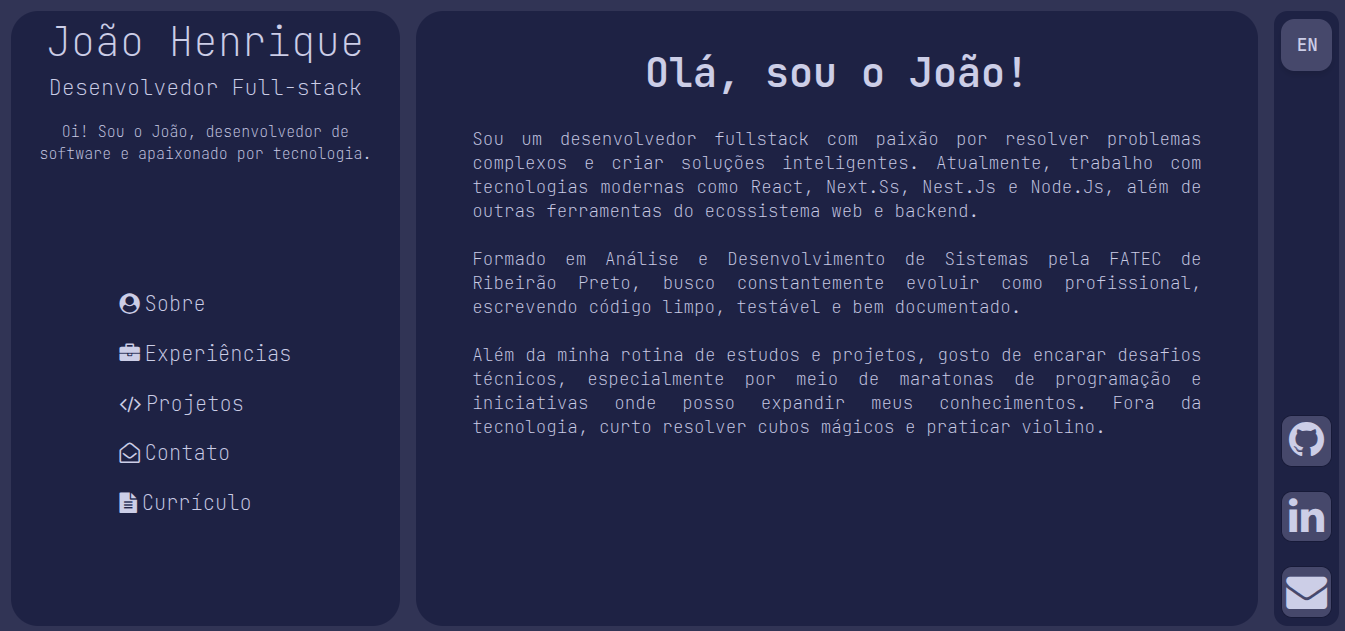 João Henrique
Desenvolvedor Full-stack
Oi! Sou o João, desenvolvedor de
software e apaixonado por tecnologia.
Sobre
Experiências
Projetos
Contato
Currículo
Olá, sou o João!
Sou um desenvolvedor fullstack com paixão por resolver problemas
complexos e criar soluções inteligentes. Atualmente, trabalho com
tecnologias modernas como React, Next.Ss, Nest.Js e Node.Js, além de
outras ferramentas do ecossistema web e backend.
Formado em Análise e Desenvolvimento de Sistemas pela FATEC de
Ribeirão Preto, busco constantemente evoluir como profissional,
escrevendo código limpo, testável e bem documentado.
Além da minha rotina de estudos e projetos, gosto de encarar desafios
técnicos, especialmente por meio de maratonas de programação e
iniciativas onde posso expandir meus conhecimentos. Fora da
tecnologia, curto resolver cubos mágicos e praticar violino.
EN
in